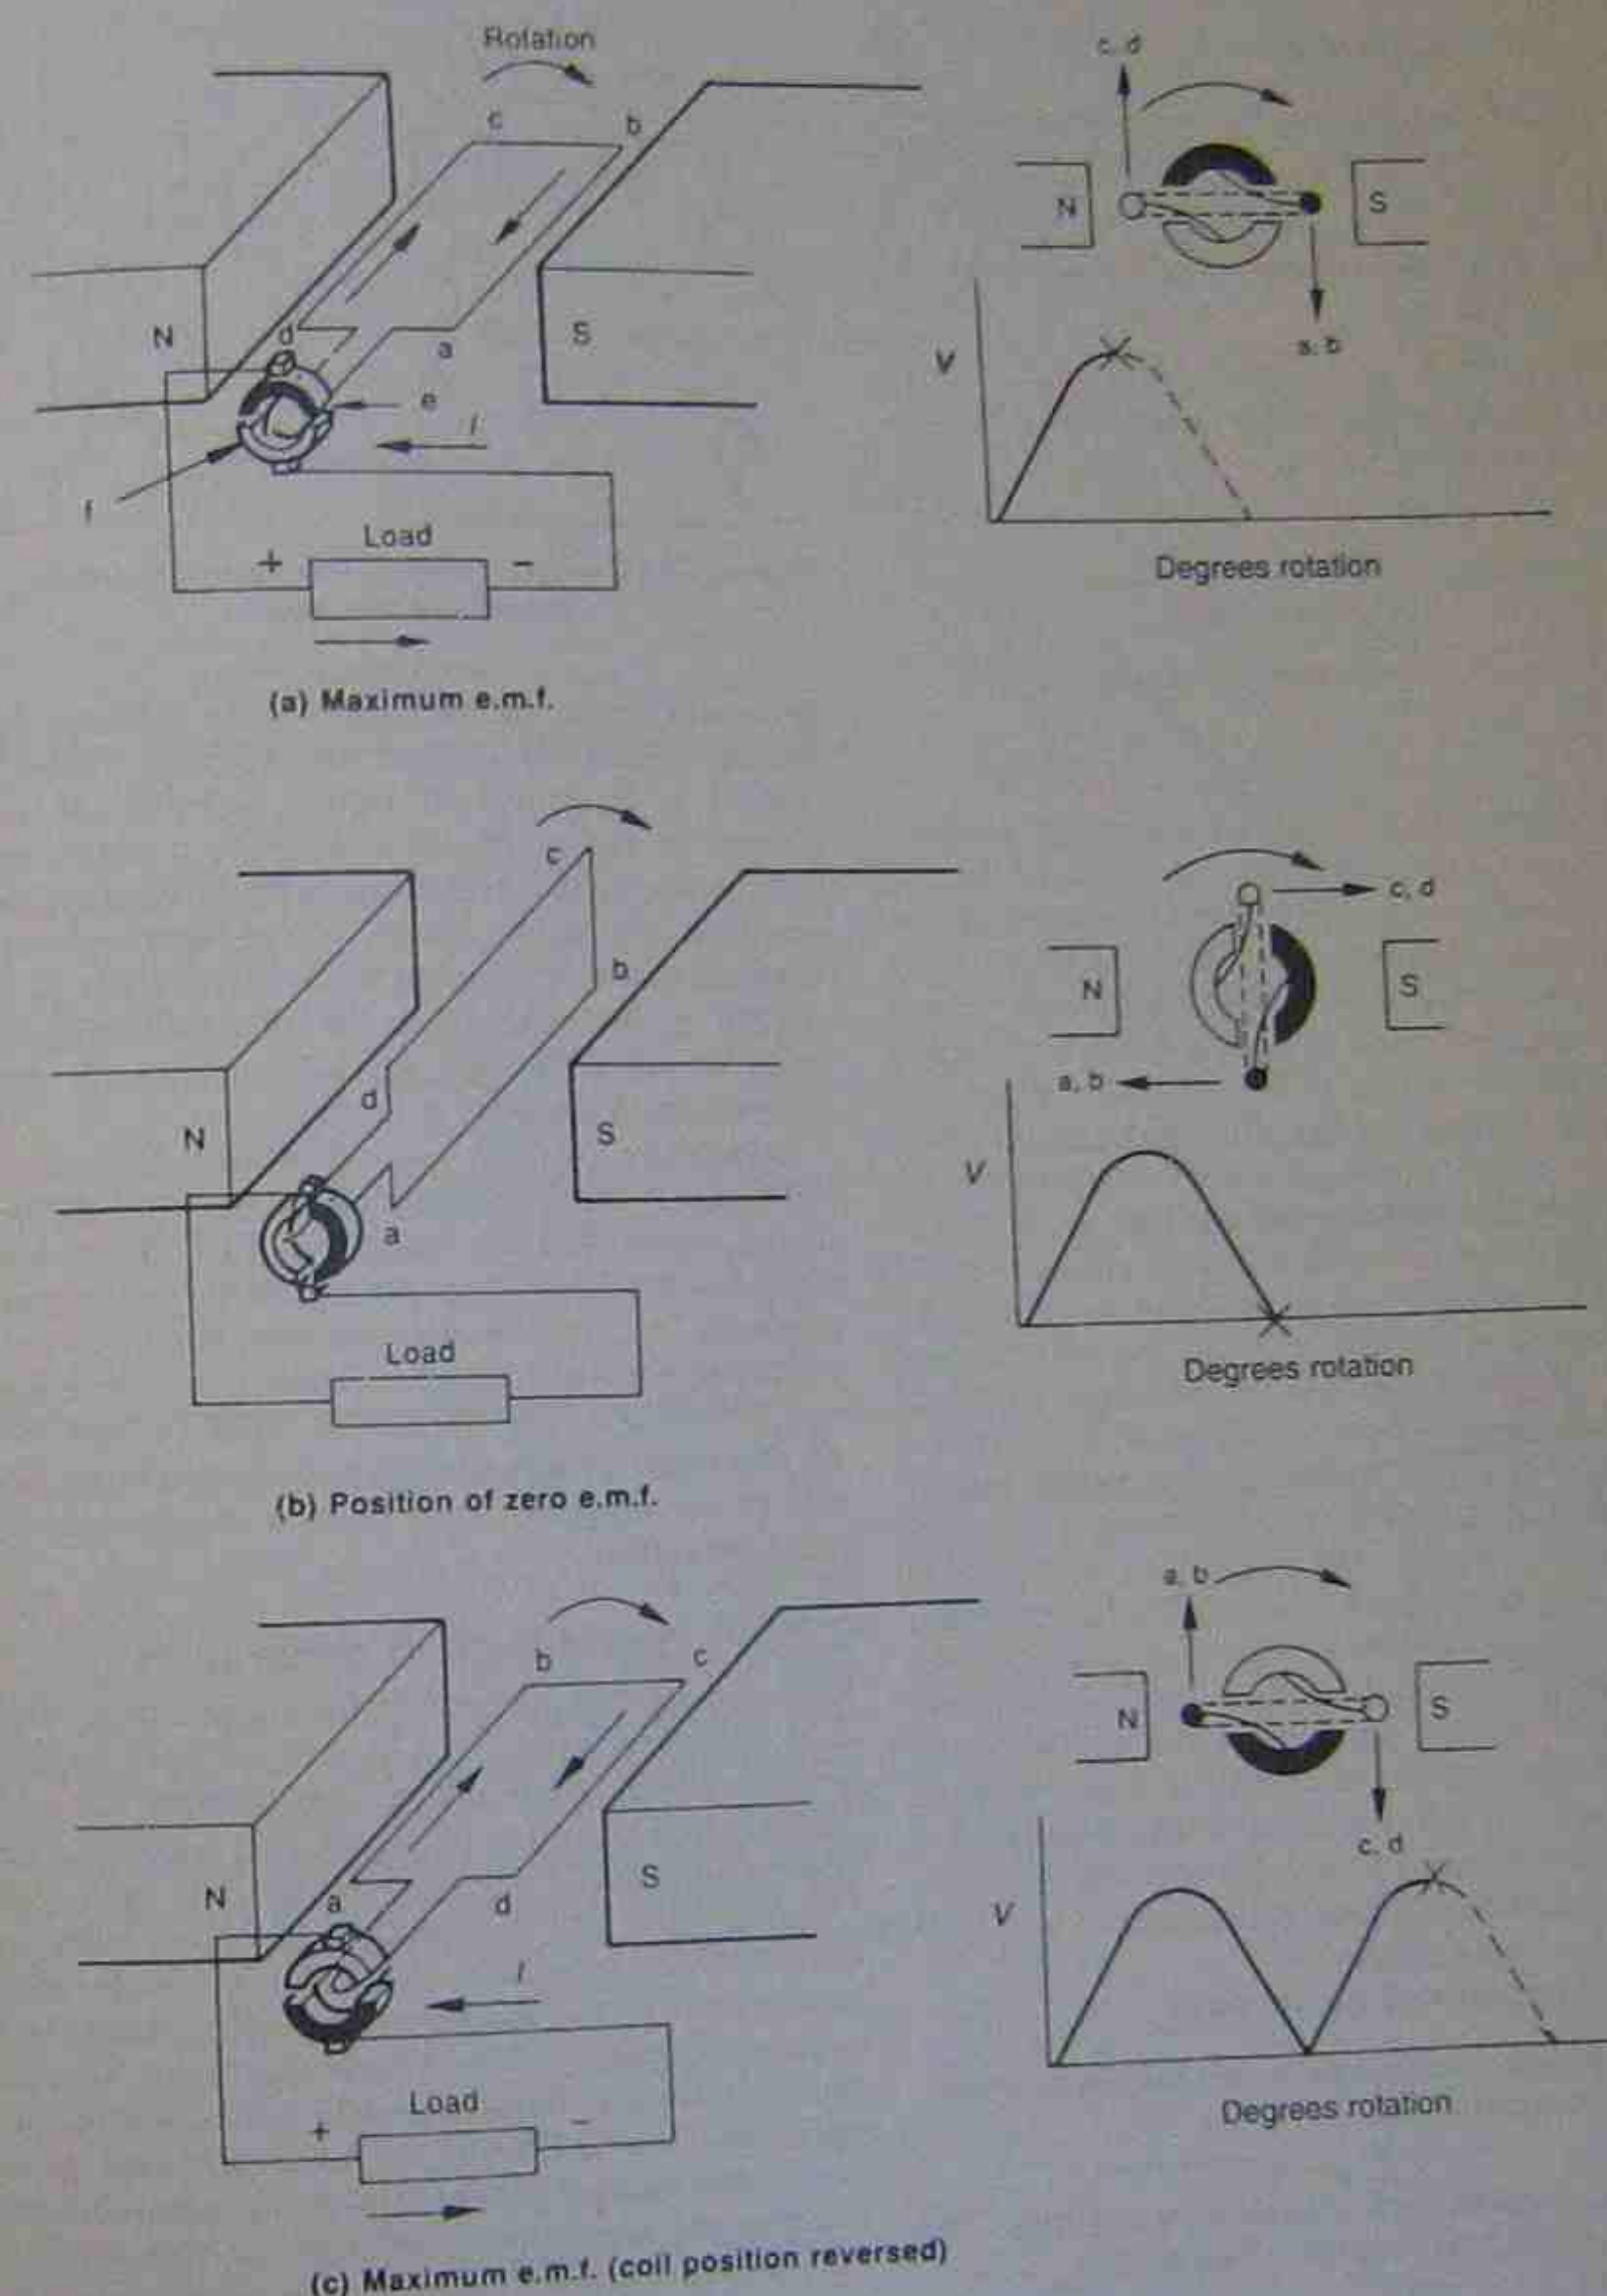 Rotation
c, d
c
b
N
S
N
S
d
a
V
a, b
e
I
f
Load
+
−
Degrees rotation
(a) Maximum e.m.f.
c
c, d
b
N
S
d
a, b
N
S
V
a
Load
Degrees rotation
(b) Position of zero e.m.f.
a, b
b
c
N
S
c, d
S
N
a
d
V
I
Load
+
−
Degrees rotation
(c) Maximum e.m.f. (coil position reversed)